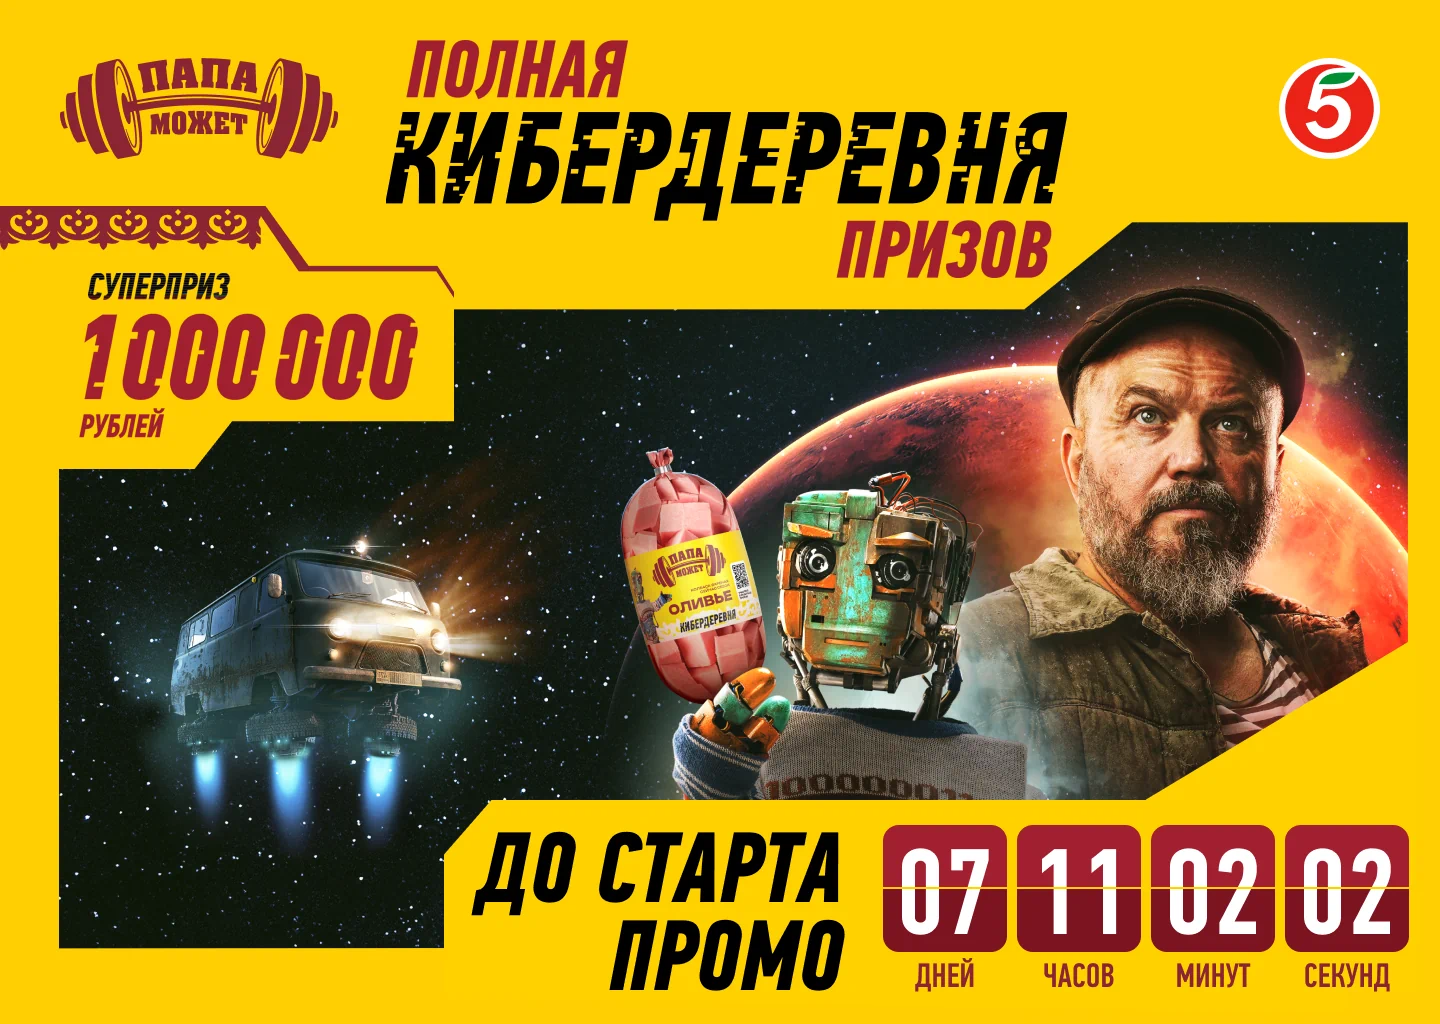 ПАПА
МОЖЕТ
ПОЛНАЯ
КИБЕРДЕРЕВНЯ
ПРИЗОВ
5
СУПЕРПРИЗ
1 000 000
РУБЛЕЙ
ПАПА
МОЖЕТ
ОЛИВЬЕ
КИБЕРДЕРЕВНЯ
ДО СТАРТА
ПРОМО
07 11 02 02
ДНЕЙ ЧАСОВ МИНУТ СЕКУНД